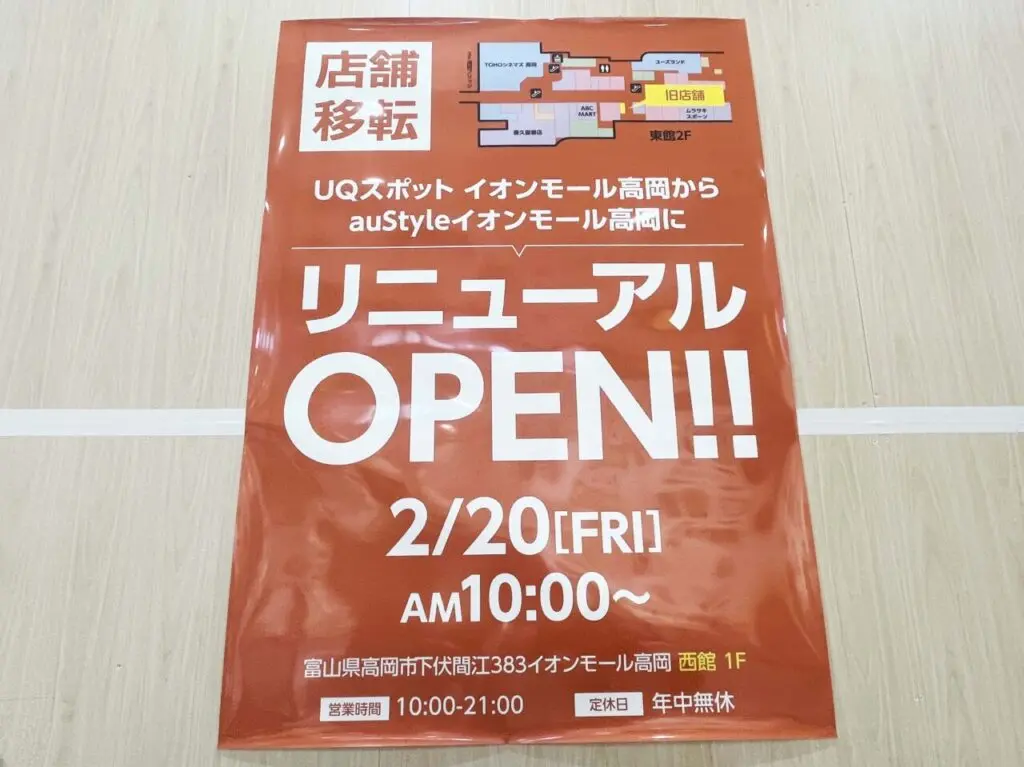 店舗
移転
TOHOシネマズ 高岡
ユーズランド
旧店舗
ABC
MART
ムラサキ
スポーツ
喜久屋書店
東館2F
UQスポット イオンモール高岡から
auStyleイオンモール高岡に
リニューアル
OPEN!!
2/20[FRI]
AM10:00～
富山県高岡市下伏間江383イオンモール高岡 西館 1F
営業時間 10:00-21:00
定休日 年中無休